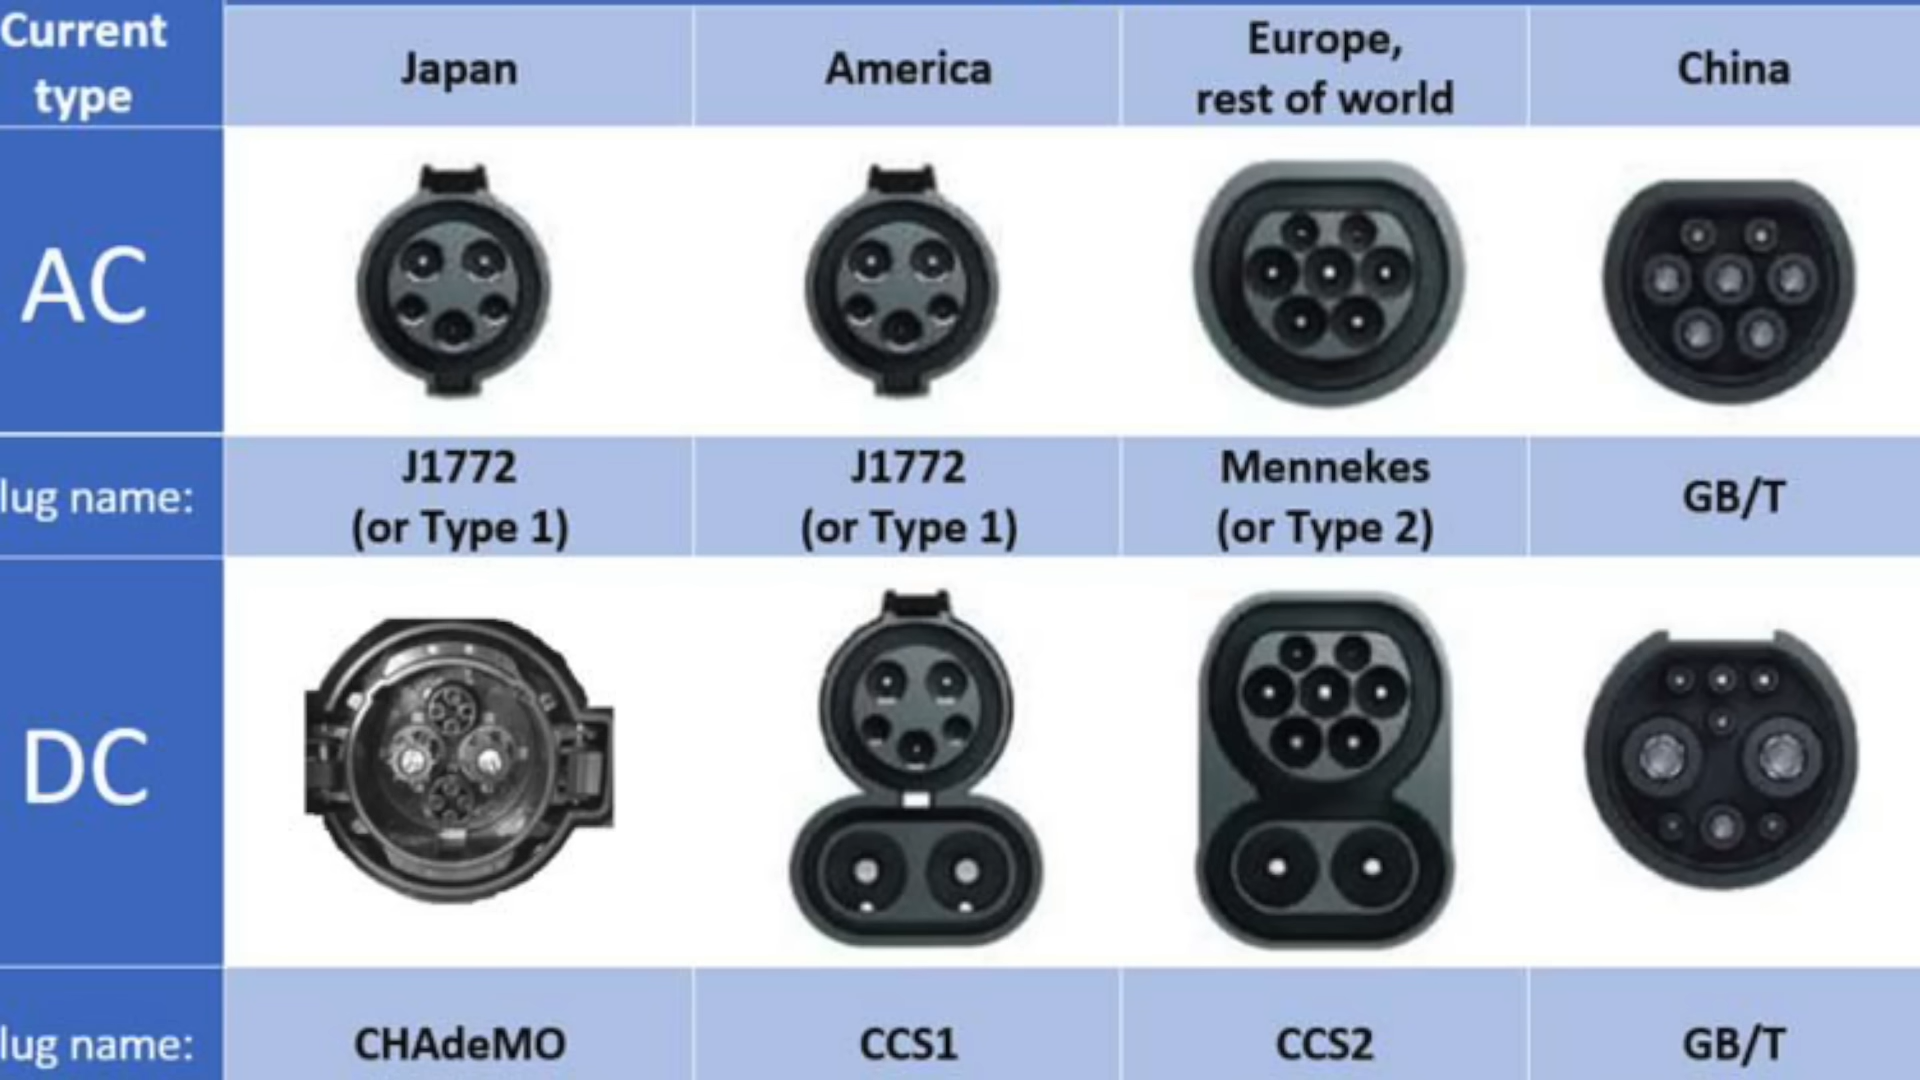 Current
type
Japan
America
Europe,
rest of world
China
AC
lug name:
J1772
(or Type 1)
J1772
(or Type 1)
Mennekes
(or Type 2)
GB/T
DC
lug name:
CHAdeMO
CCS1
CCS2
GB/T